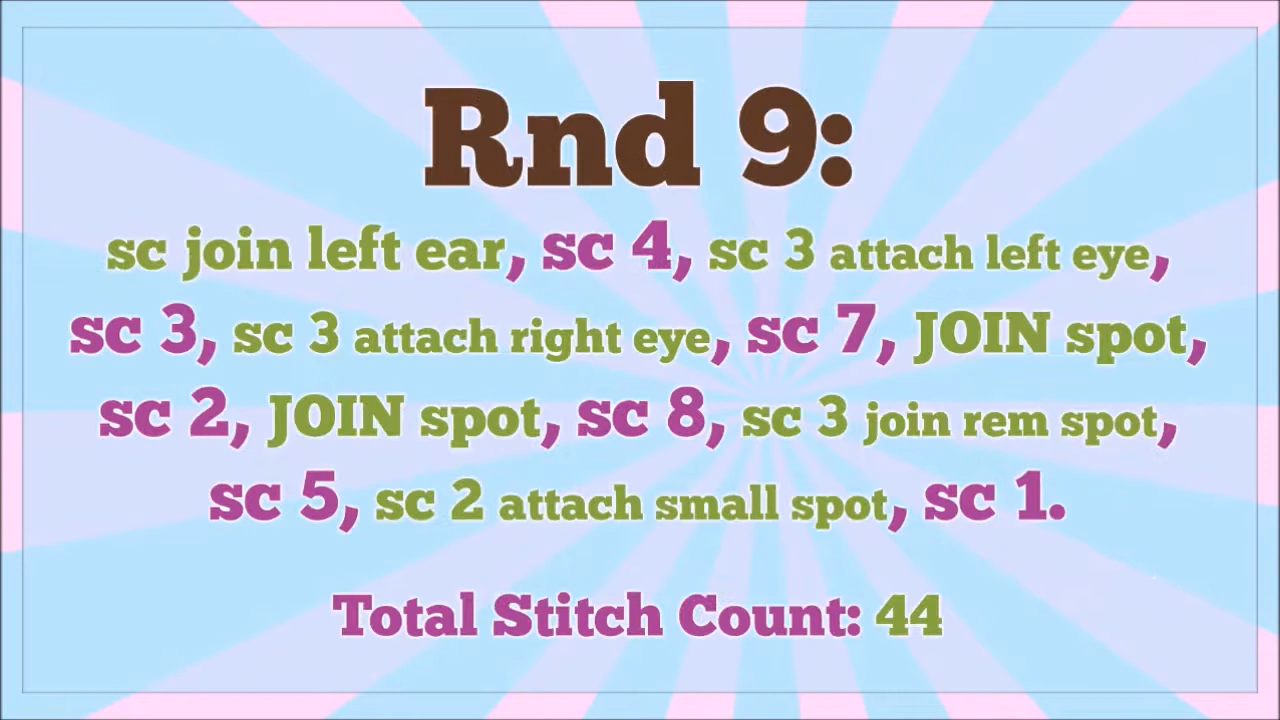 Rnd 9:
sc join left ear, sc 4, sc 3 attach left eye,
sc 3, sc 3 attach right eye, sc 7, JOIN spot,
sc 2, JOIN spot, sc 8, sc 3 join rem spot,
sc 5, sc 2 attach small spot, sc 1.
Total Stitch Count: 44